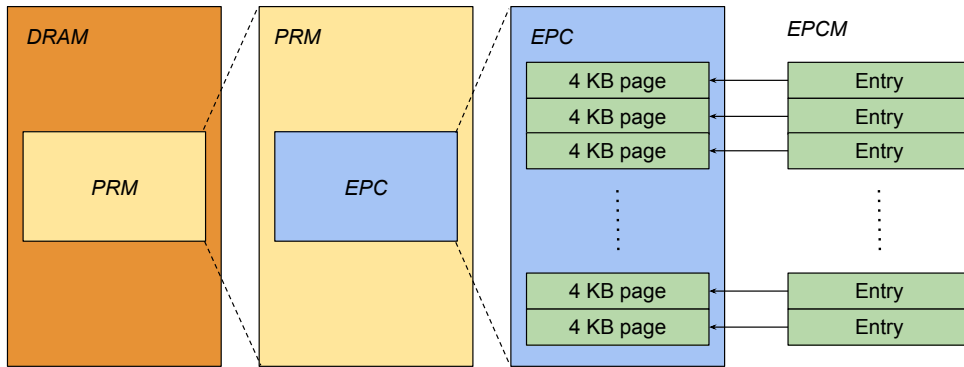 DRAM
PRM
PRM
EPC
EPC
4 KB page
4 KB page
4 KB page
4 KB page
4 KB page
EPCM
Entry
Entry
Entry
Entry
Entry